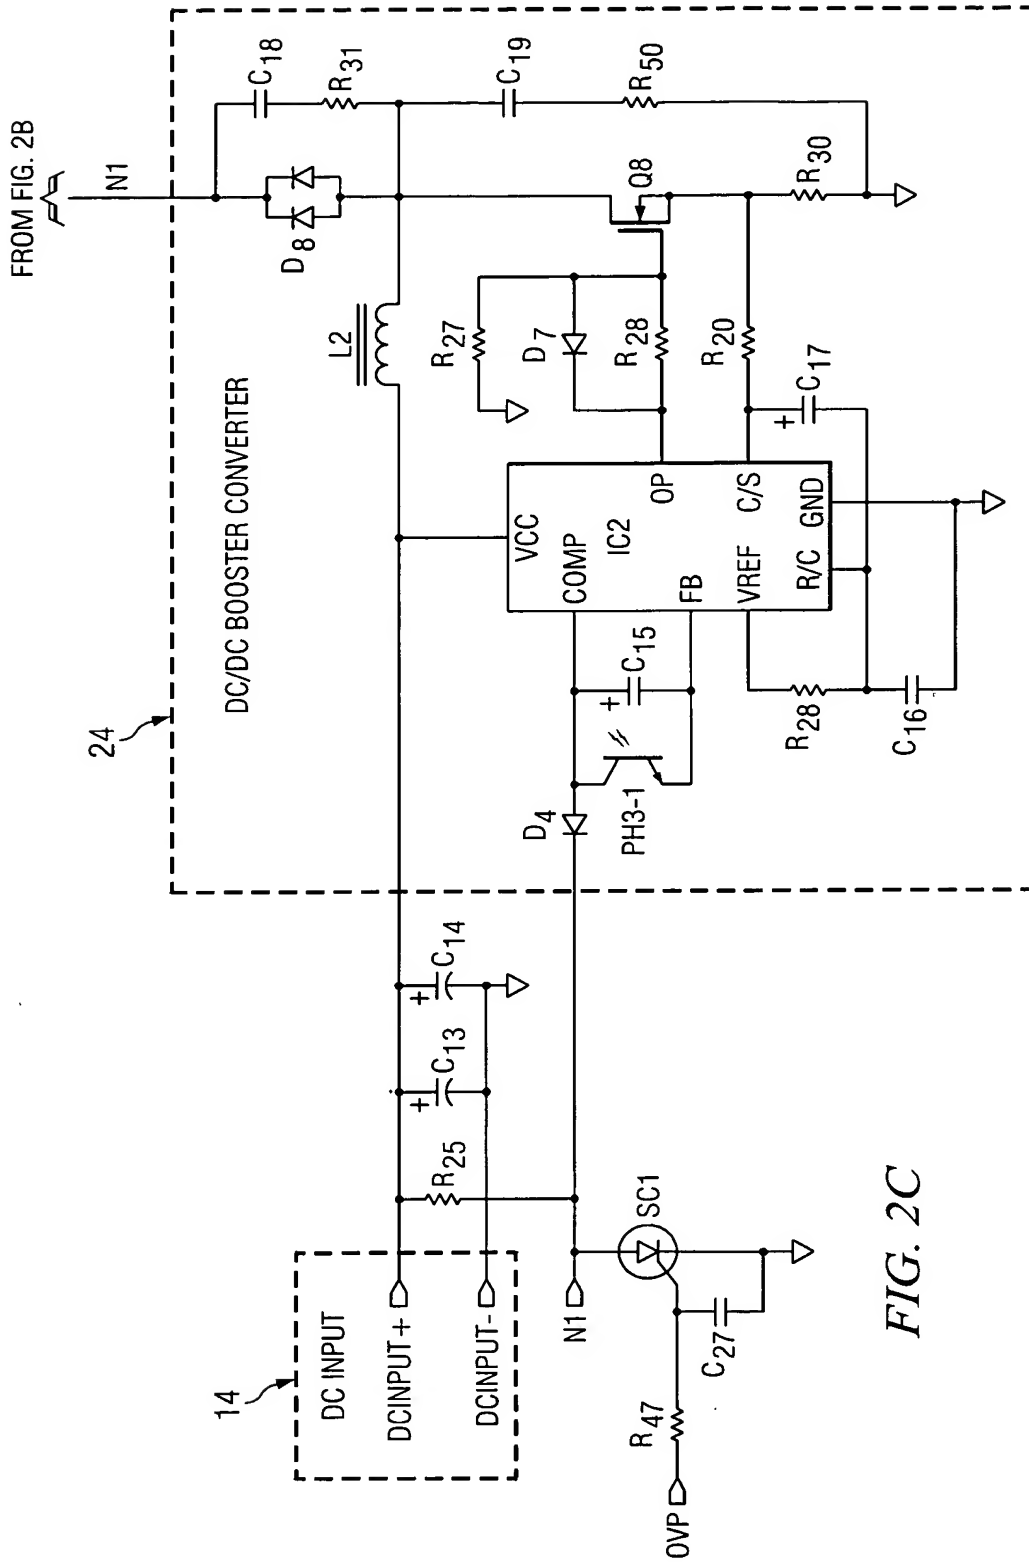 FROM FIG. 2B
N1
24
DC/DC BOOSTER CONVERTER
D8
C18
R31
L2
C19
R50
R27
D7
R28
Q8
R20
R30
C17
VCC
COMP
IC2
OP
FB
C/S
VREF
R/C
GND
C15
PH3-1
D4
R28
C16
14
DC INPUT
DCINPUT+
DCINPUT-
R25
C13
C14
+
+
+
+
N1
SC1
OVP
R47
C27
FIG. 2C